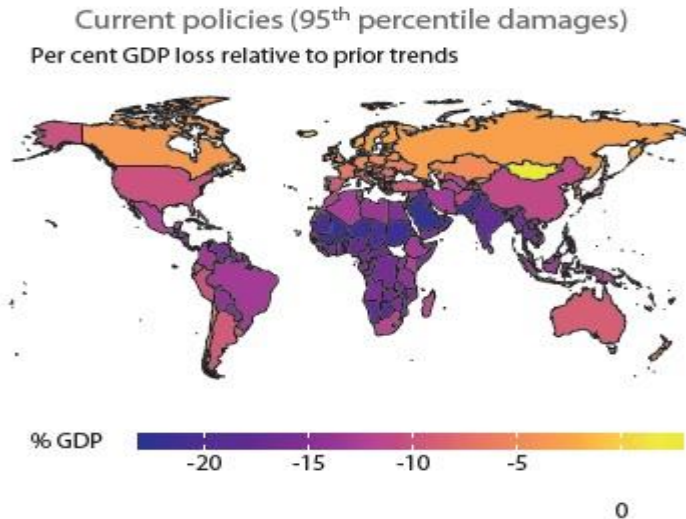 Current policies (95th percentile damages)
Per cent GDP loss relative to prior trends
% GDP
-20 -15 -10 -5
0